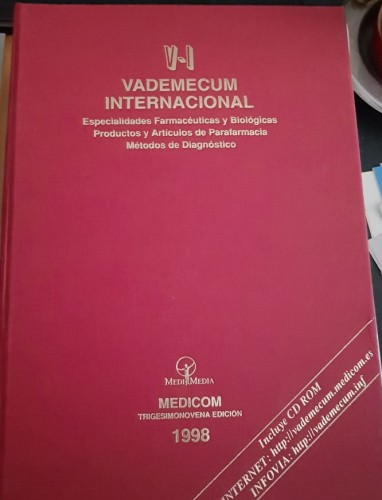 V-I
VADEMECUM
INTERNACIONAL
Especialidades Farmacéuticas y Biológicas
Productos y Artículos de Parafarmacia
Métodos de Diagnóstico
MEDIMEDIA
MEDICOM
TRIGESIMONOVENA EDICION
1998
Incluye CD ROM
INTERNET: http://vademecum.medicom.es
INFOVIA: http://vademecum.inf